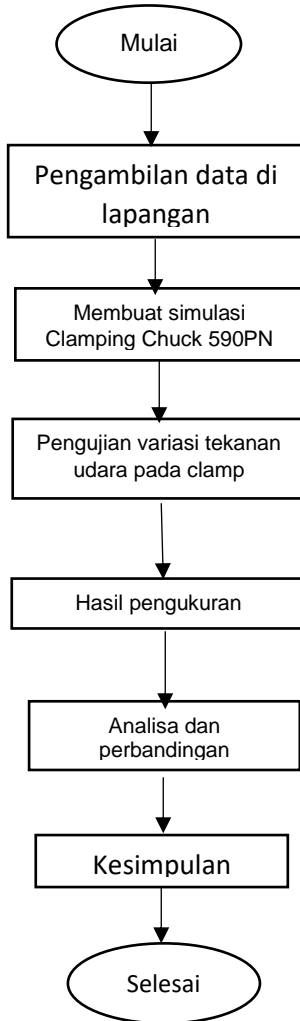 Mulai
Pengambilan data di
lapangan
Membuat simulasi
Clamping Chuck 590PN
Pengujian variasi tekanan
udara pada clamp
Hasil pengukuran
Analisa dan
perbandingan
Kesimpulan
Selesai